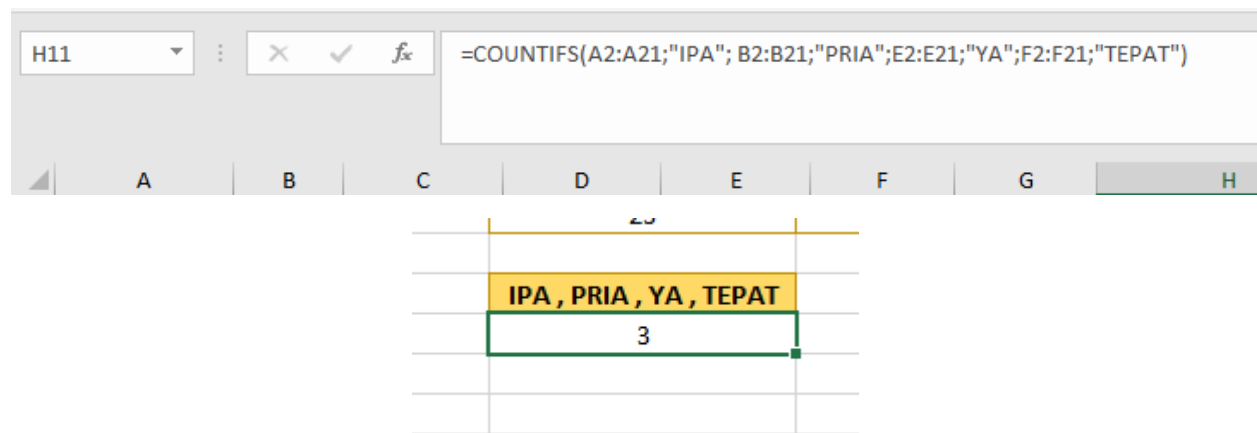 H11 fx =COUNTIFS(A2:A21;"IPA"; B2:B21;"PRIA";E2:E21;"YA";F2:F21;"TEPAT")
A B C D E F G H
IPA , PRIA , YA , TEPAT
3